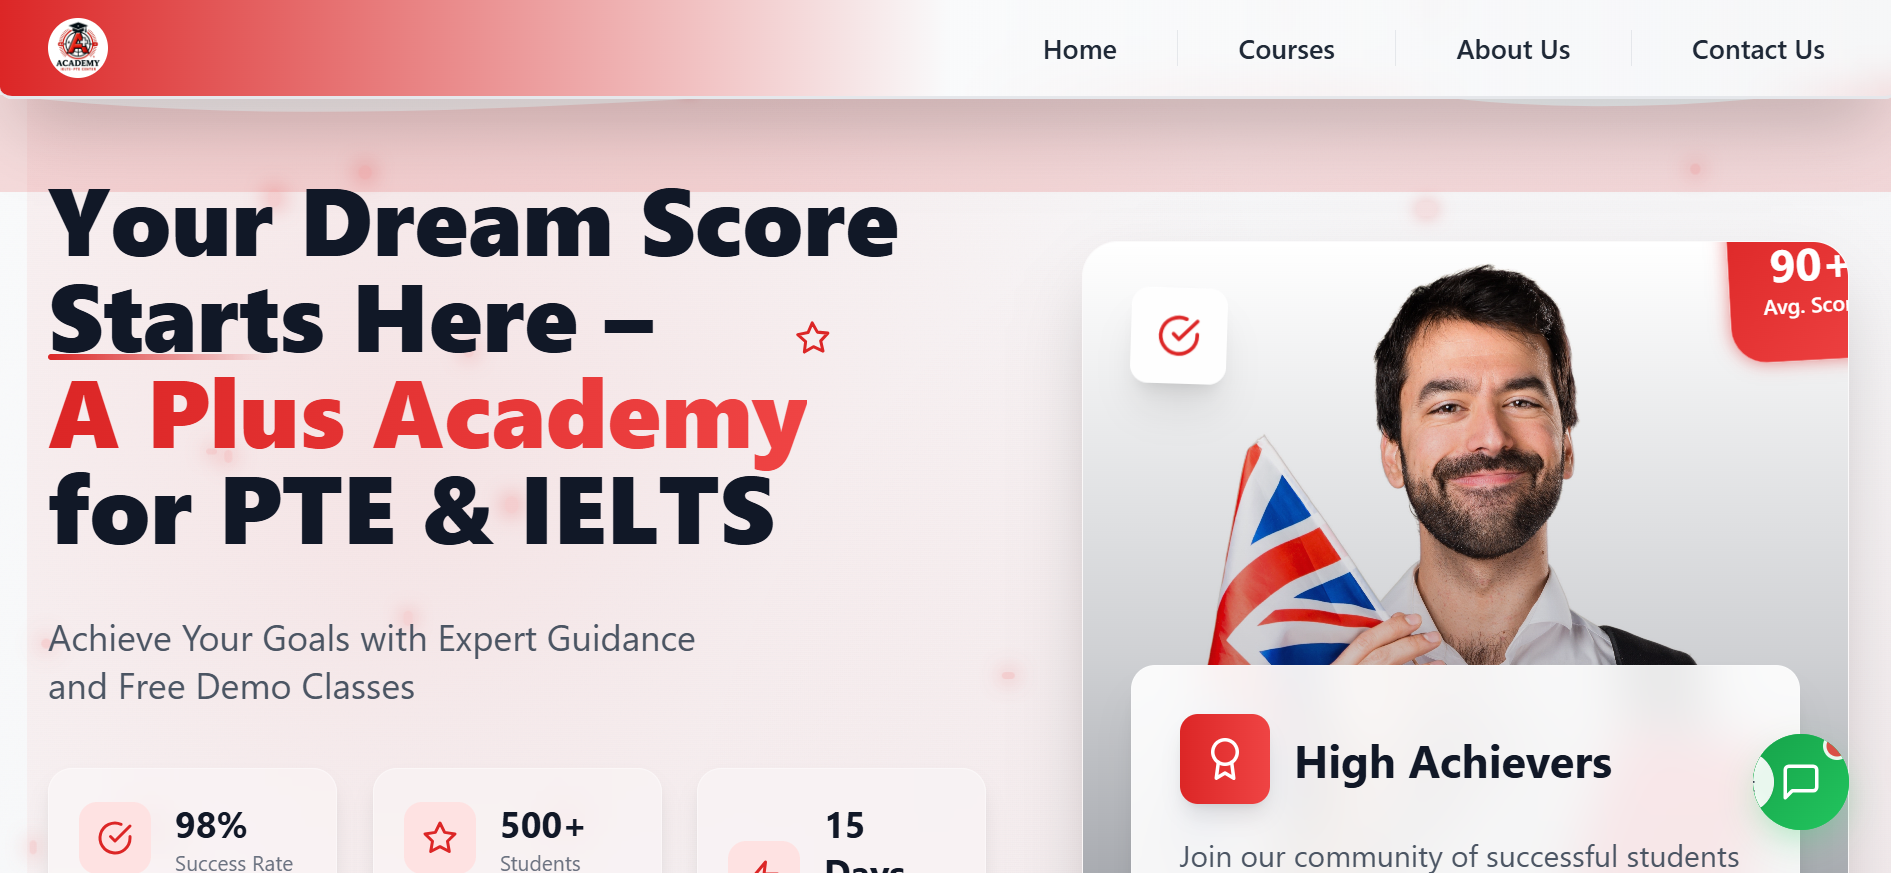 ACADEMY
Home
Courses
About Us
Contact Us
Your Dream Score
Starts Here –
A Plus Academy
for PTE & IELTS
Achieve Your Goals with Expert Guidance
and Free Demo Classes
98%
Success Rate
500+
Students
15
Days
90+
Avg. Scor
High Achievers
Join our community of successful students